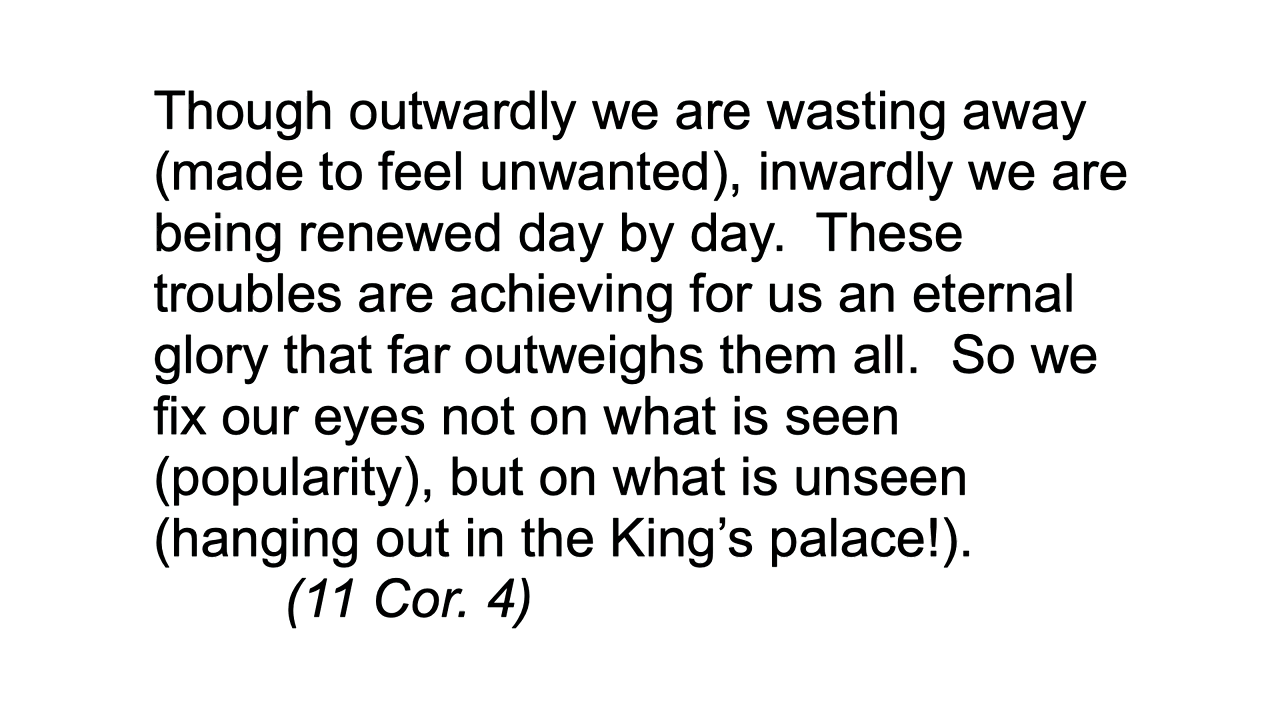 Though outwardly we are wasting away
(made to feel unwanted), inwardly we are
being renewed day by day.  These
troubles are achieving for us an eternal
glory that far outweighs them all.  So we
fix our eyes not on what is seen
(popularity), but on what is unseen
(hanging out in the King’s palace!).
(11 Cor. 4)